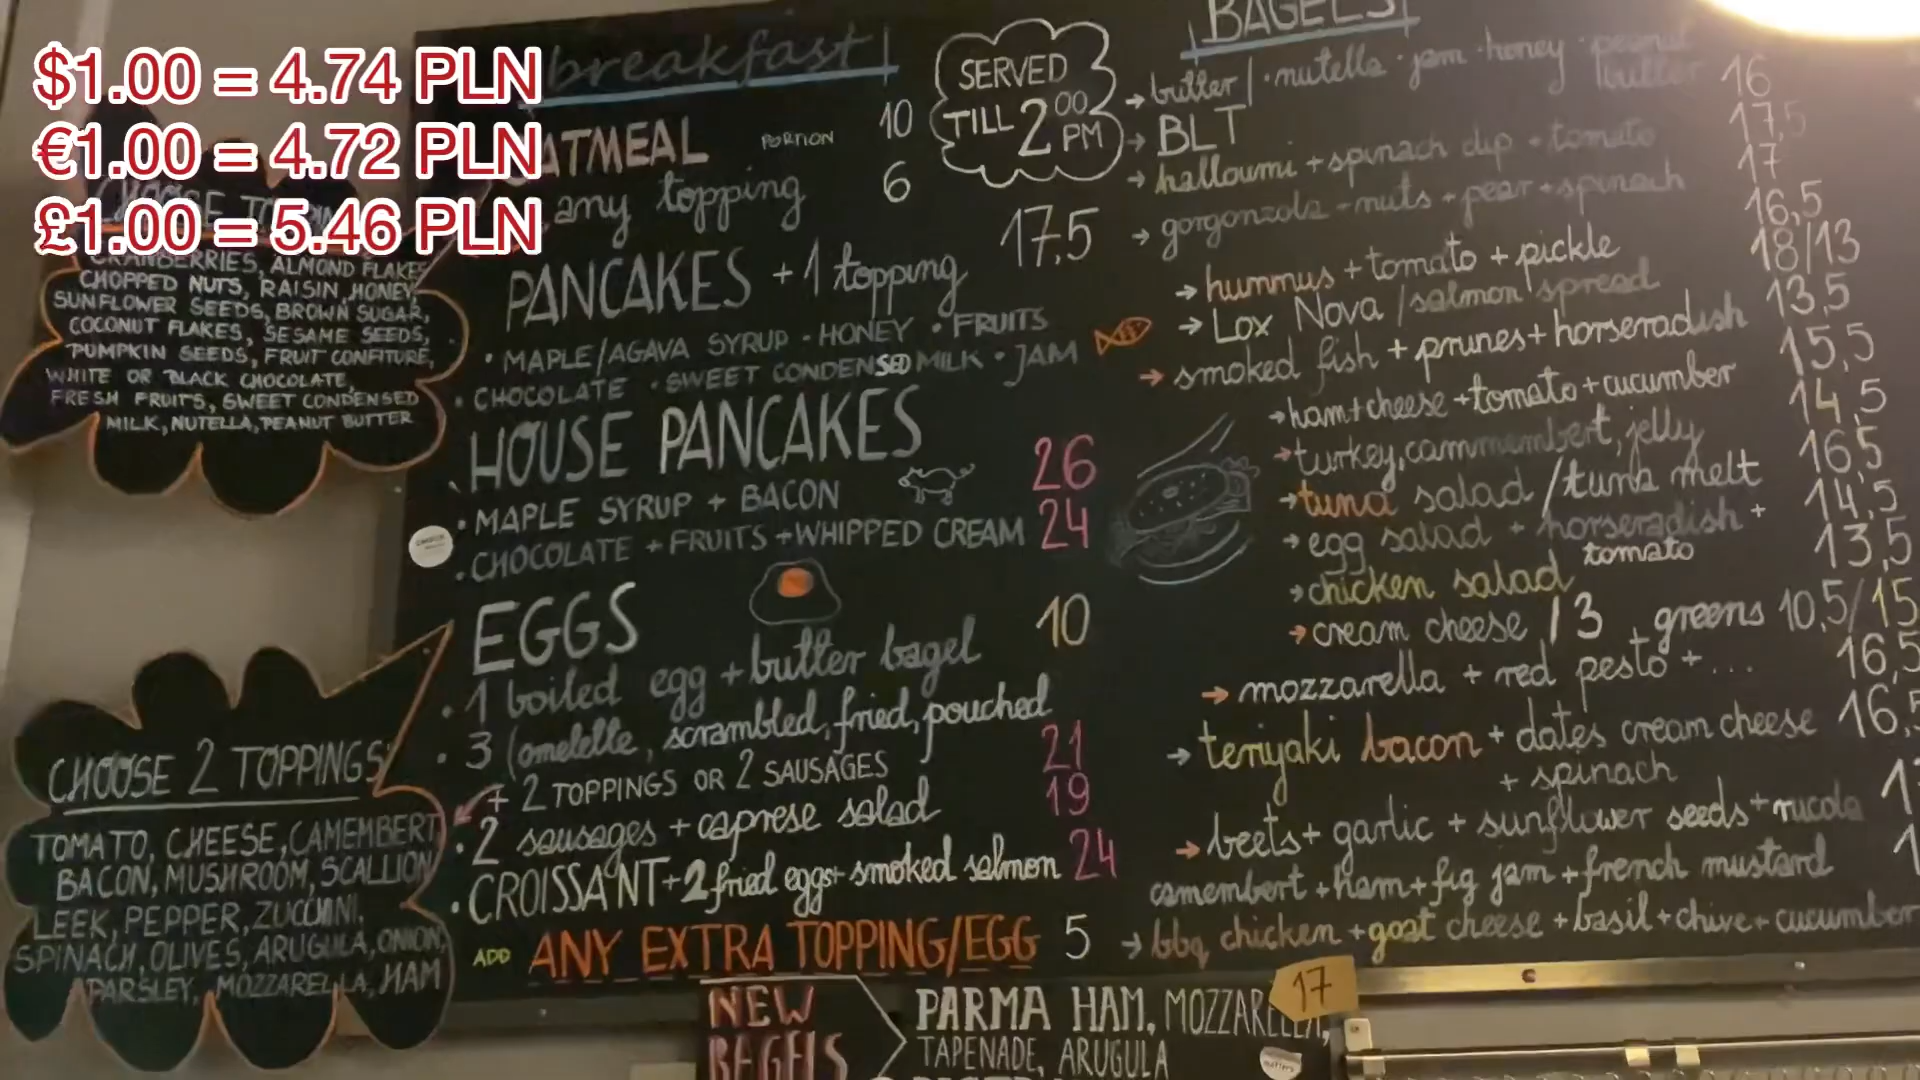 $1.00 = 4.74 PLN
€1.00 = 4.72 PLN
£1.00 = 5.46 PLN
CHOOSE
CRANBERRIES, ALMOND FLAKES
CHOPPED NUTS, RAISIN, HONEY,
SUNFLOWER SEEDS, BROWN SUGAR,
COCONUT FLAKES, SESAME SEEDS,
PUMPKIN SEEDS, FRUIT CONFITURE,
WHITE OR BLACK CHOCOLATE,
FRESH FRUITS, SWEET CONDENSED
MILK, NUTELLA, PEANUT BUTTER
CHOOSE 2 TOPPINGS
TOMATO, CHEESE, CAMEMBERT,
BACON, MUSHROOM, SCALLION
LEEK, PEPPER, ZUCCINI,
SPINACH, OLIVES, ARUGULA, ONION,
PARSLEY, MOZZARELLA, HAM
breakfast
SERVED
TILL 2 00
PM
OATMEAL PORTION 10
any topping 6
PANCAKES + 1 topping 17,5
• MAPLE/AGAVA SYRUP • HONEY • FRUITS
• CHOCOLATE • SWEET CONDENSED MILK • JAM
HOUSE PANCAKES
• MAPLE SYRUP + BACON 26
• CHOCOLATE + FRUITS + WHIPPED CREAM 24
EGGS
• 1 boiled egg + butter bagel 10
• 3 (omelette, scrambled, fried, pouched
+ 2 TOPPINGS OR 2 SAUSAGES 21
• 2 sausages + caprese salad 19
• CROISSANT + 2 fried eggs + smoked salmon 24
ADD ANY EXTRA TOPPING/EGG 5
BAGELS
→ butter / • nutella • jam • honey • peanut
butter 16
→ BLT 17,5
→ halloumi + spinach dip + tomato 17
→ gorgonzola + nuts + pear + spinach 16,5
→ hummus + tomato + pickle 18/13
→ Lox Nova / salmon spread 13,5
→ smoked fish + prunes + horseradish 15,5
→ ham + cheese + tomato + cucumber 14,5
→ turkey, cammembert, jelly 16,5
→ tuna salad / tuna melt 14,5
→ egg salad + horseradish +
tomato 13,5
→ chicken salad
→ cream cheese / 3 + greens 10,5/15
→ mozzarella + red pesto + ... 16,5
→ teriyaki bacon + dates cream cheese 16,5
+ spinach
→ beets + garlic + sunflower seeds + rucola
camembert + ham + fig jam + french mustard
→ bbq chicken + goat cheese + basil + chive + cucumber
17
NEW
BAGELS
PARMA HAM, MOZZARELLA,
TAPENADE, ARUGULA